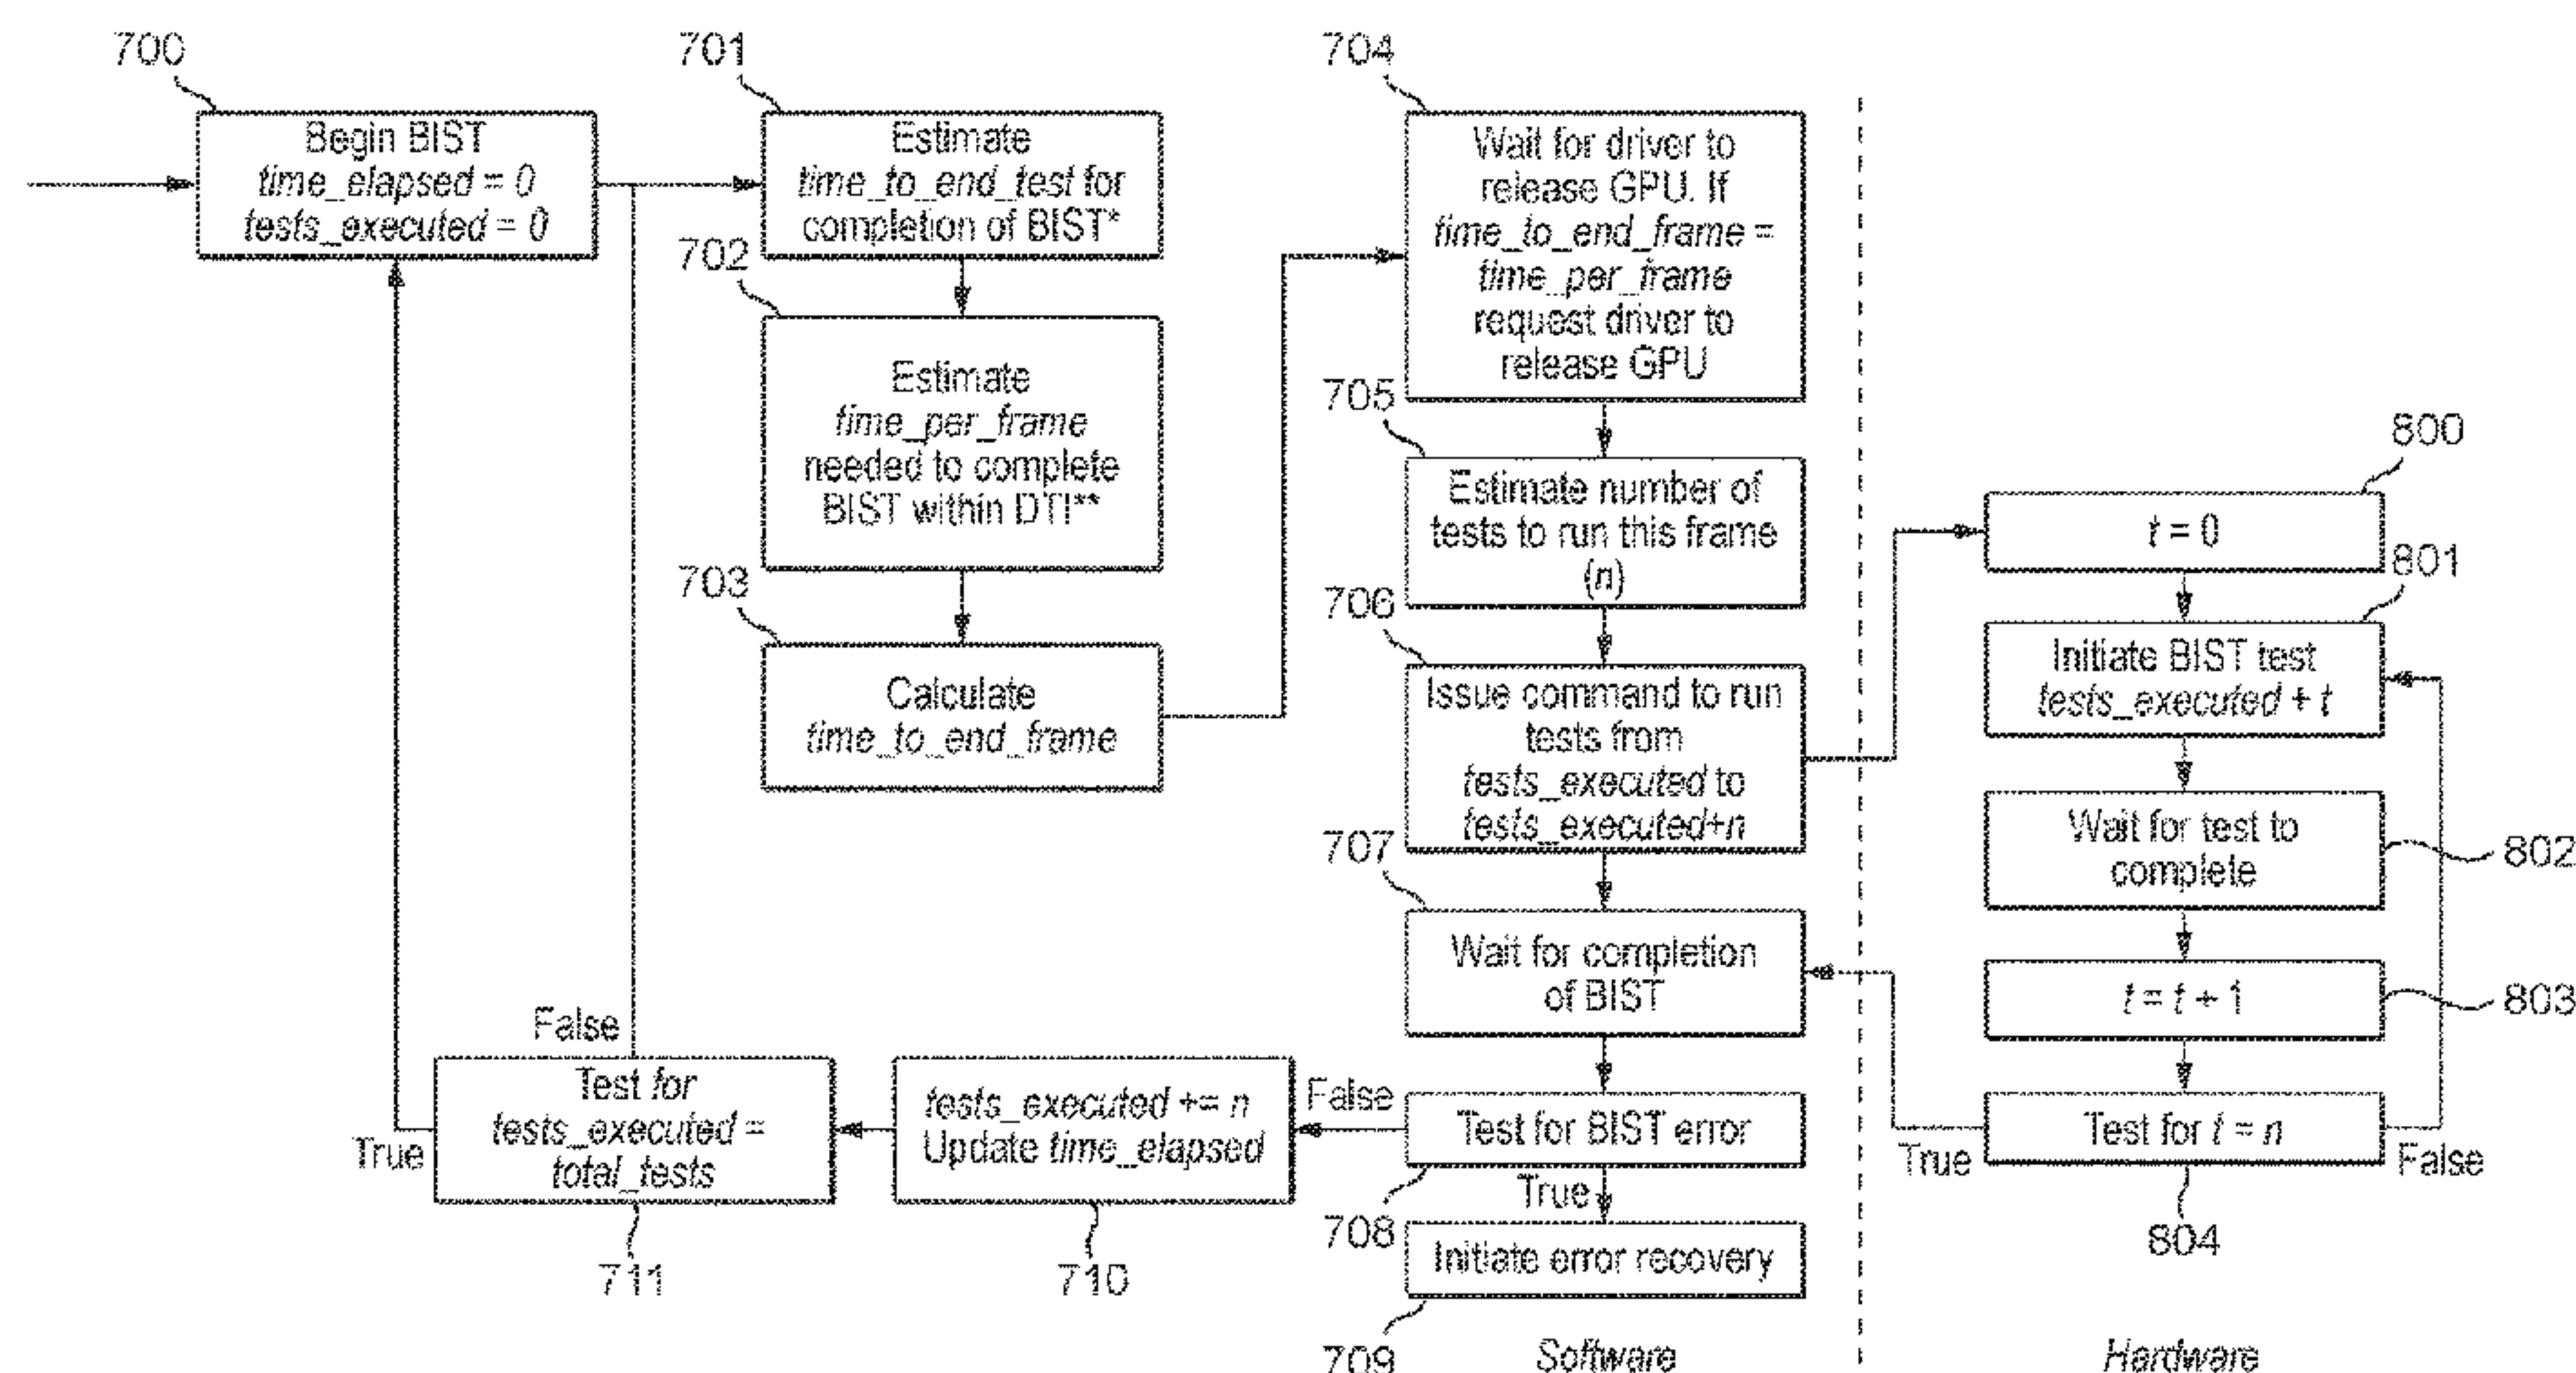 700
Begin BIST
time_elapsed = 0
tests_executed = 0
701
Estimate
time_to_end_test for
completion of BIST*
702
Estimate
time_per_frame
needed to complete
BIST within DTI**
703
Calculate
time_to_end_frame
704
Wait for driver to
release GPU. If
time_to_end_frame =
time_per_frame
request driver to
release GPU
705
Estimate number of
tests to run this frame
(n)
706
Issue command to run
tests from
tests_executed to
tests_executed+n
707
Wait for completion
of BIST
Test for BIST error
708
True
False
Initiate error recovery
709
tests_executed += n
Update time_elapsed
710
Test for
tests_executed =
total_tests
711
False
True
800
t = 0
801
Initiate BIST test
tests_executed + t
Wait for test to
complete
802
t = t + 1
803
Test for t = n
804
True
False
Software
Hardware